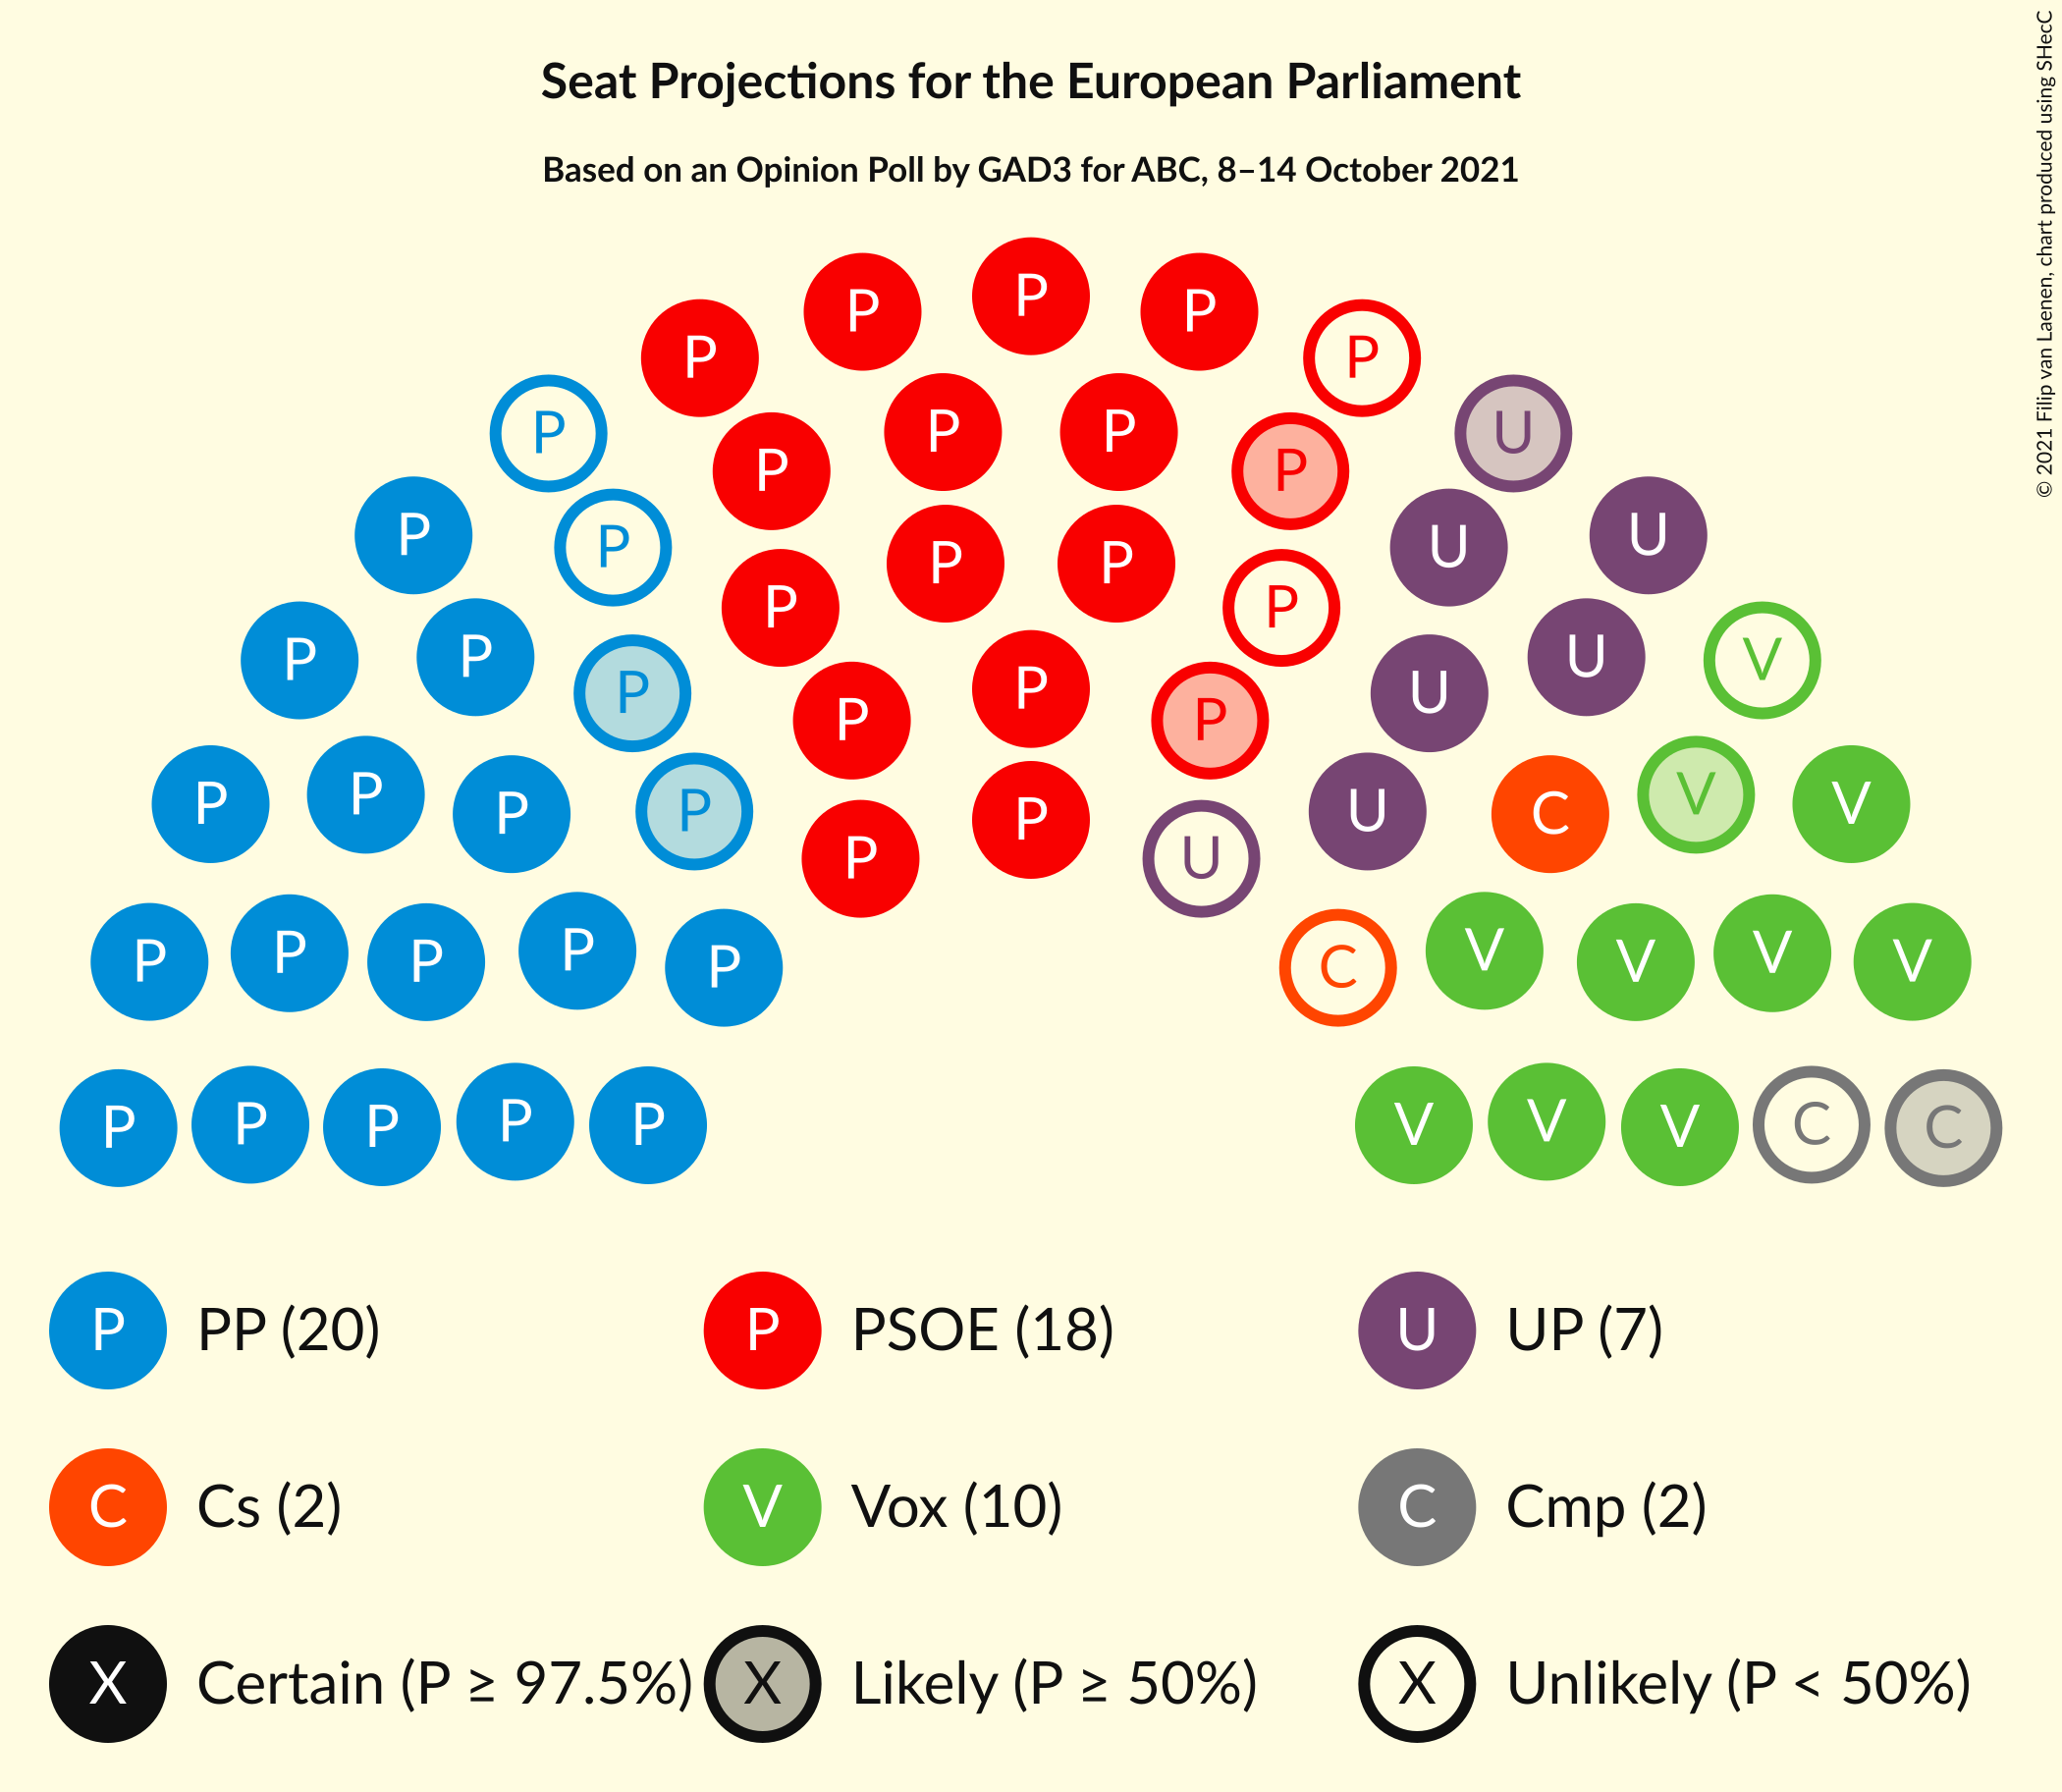 Seat Projections for the European Parliament
Based on an Opinion Poll by GAD3 for ABC, 8–14 October 2021
© 2021 Filip van Laenen, chart produced using SHecC
P
P P
P P
P P U
P P P P
P P U U
P P P
P P P
P P U U V
P P U
P P P
P P P P U C V V
P P U
P P P P P C V V V V
P P P P P V V V C C
P PP (20) P PSOE (18) U UP (7)
C Cs (2) V Vox (10) C Cmp (2)
X Certain (P ≥ 97.5%) X Likely (P ≥ 50%) X Unlikely (P < 50%)